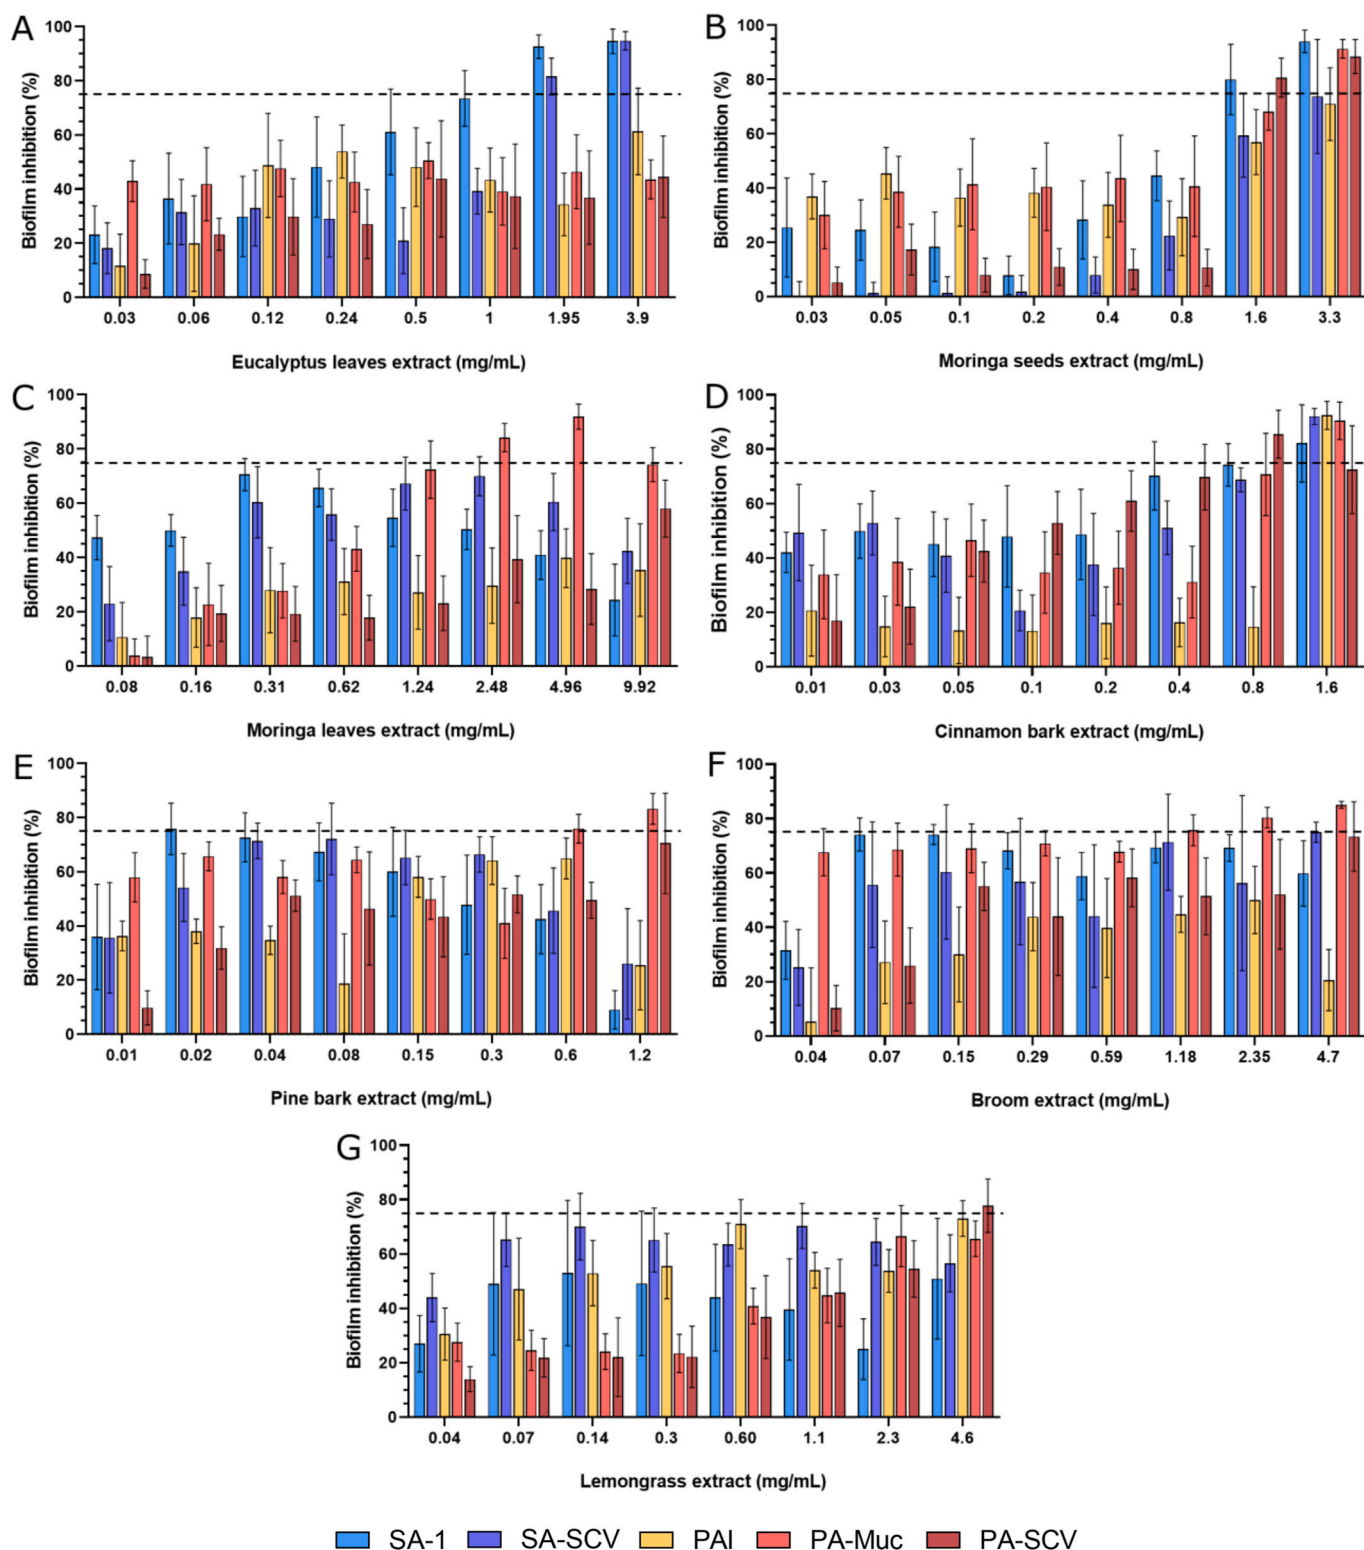 A
Biofilm inhibition (%)
100
80
60
40
20
0
0.03 0.06 0.12 0.24 0.5 1 1.95 3.9
Eucalyptus leaves extract (mg/mL)
B
Biofilm inhibition (%)
100
80
60
40
20
0
0.03 0.05 0.1 0.2 0.4 0.8 1.6 3.3
Moringa seeds extract (mg/mL)
C
Biofilm inhibition (%)
100
80
60
40
20
0
0.08 0.16 0.31 0.62 1.24 2.48 4.96 9.92
Moringa leaves extract (mg/mL)
D
Biofilm inhibition (%)
100
80
60
40
20
0
0.01 0.03 0.05 0.1 0.2 0.4 0.8 1.6
Cinnamon bark extract (mg/mL)
E
Biofilm inhibition (%)
100
80
60
40
20
0
0.01 0.02 0.04 0.08 0.15 0.3 0.6 1.2
Pine bark extract (mg/mL)
F
Biofilm inhibition (%)
100
80
60
40
20
0
0.04 0.07 0.15 0.29 0.59 1.18 2.35 4.7
Broom extract (mg/mL)
G
Biofilm inhibition (%)
100
80
60
40
20
0
0.04 0.07 0.14 0.3 0.60 1.1 2.3 4.6
Lemongrass extract (mg/mL)
SA-1 SA-SCV PAI PA-Muc PA-SCV